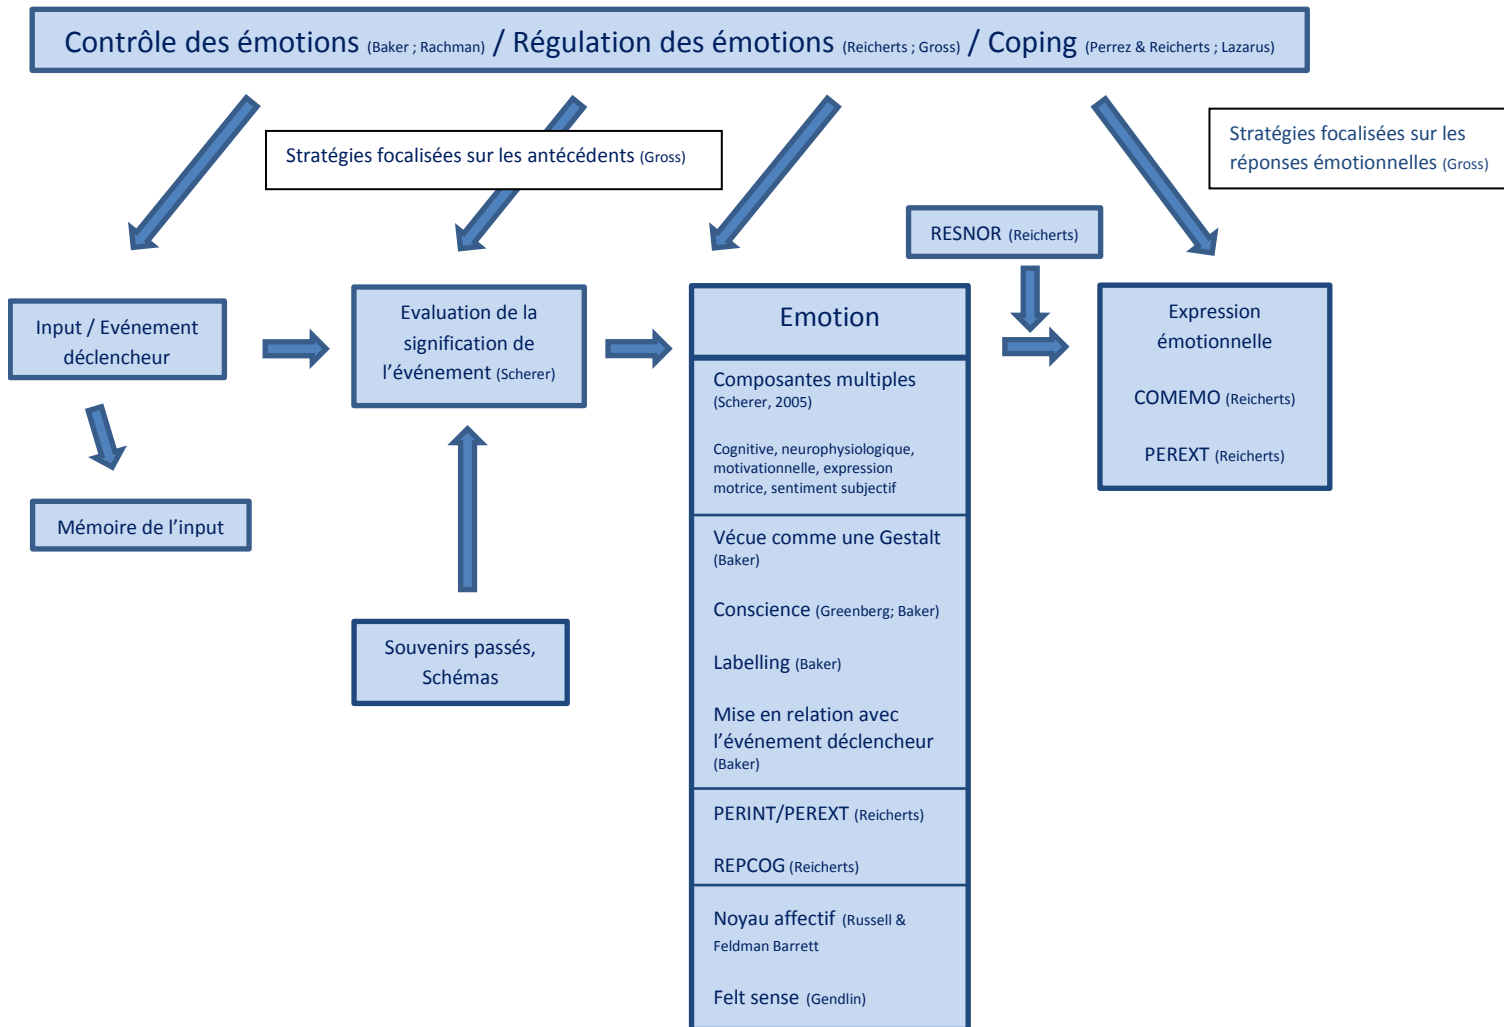 Contrôle des émotions (Baker ; Rachman) / Régulation des émotions (Reicherts ; Gross) / Coping (Perrez & Reicherts ; Lazarus)
Stratégies focalisées sur les antécédents (Gross)
Stratégies focalisées sur les
réponses émotionnelles (Gross)
RESNOR (Reicherts)
Input / Evénement
déclencheur
Evaluation de la
signification de
l'événement (Scherer)
Emotion
Expression
émotionnelle
COMEMO (Reicherts)
PEREXT (Reicherts)
Mémoire de l'input
Souvenirs passés,
Schémas
Composantes multiples
(Scherer, 2005)
Cognitive, neurophysiologique,
motivationnelle, expression
motrice, sentiment subjectif
Vécue comme une Gestalt
(Baker)
Conscience (Greenberg; Baker)
Labelling (Baker)
Mise en relation avec
l'événement déclencheur
(Baker)
PERINT/PEREXT (Reicherts)
REPCOG (Reicherts)
Noyau affectif (Russell &
Feldman Barrett
Felt sense (Gendlin)